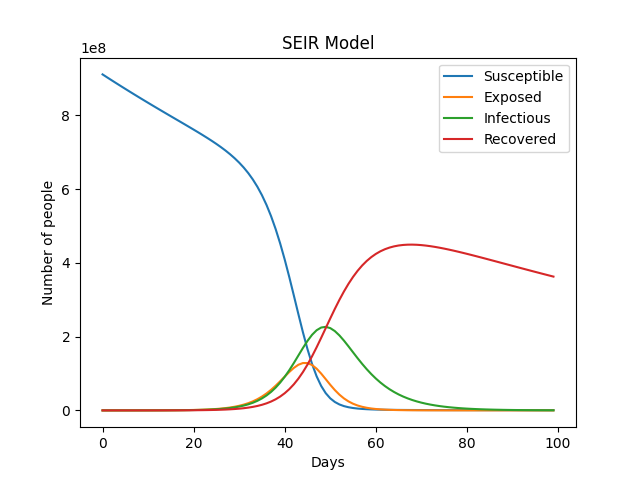 SEIR Model
1e8
Susceptible
Exposed
Infectious
Recovered
8
6
4
2
0
Number of people
0 20 40 60 80 100
Days